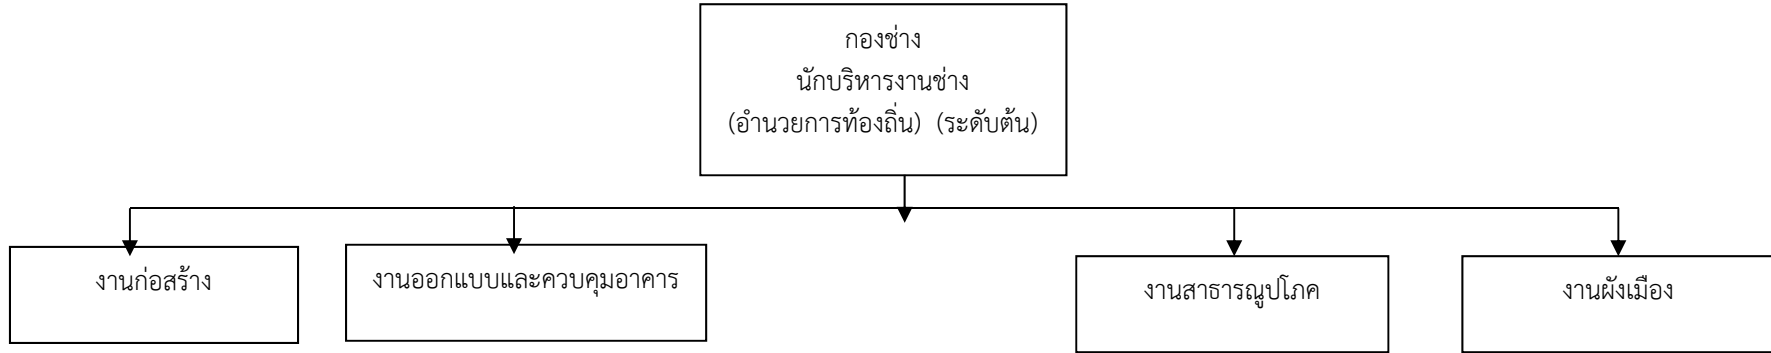 กองช่าง
นักบริหารงานช่าง
(อำนวยการท้องถิ่น) (ระดับต้น)
งานก่อสร้าง
งานออกแบบและควบคุมอาคาร
งานสาธารณูปโภค
งานผังเมือง